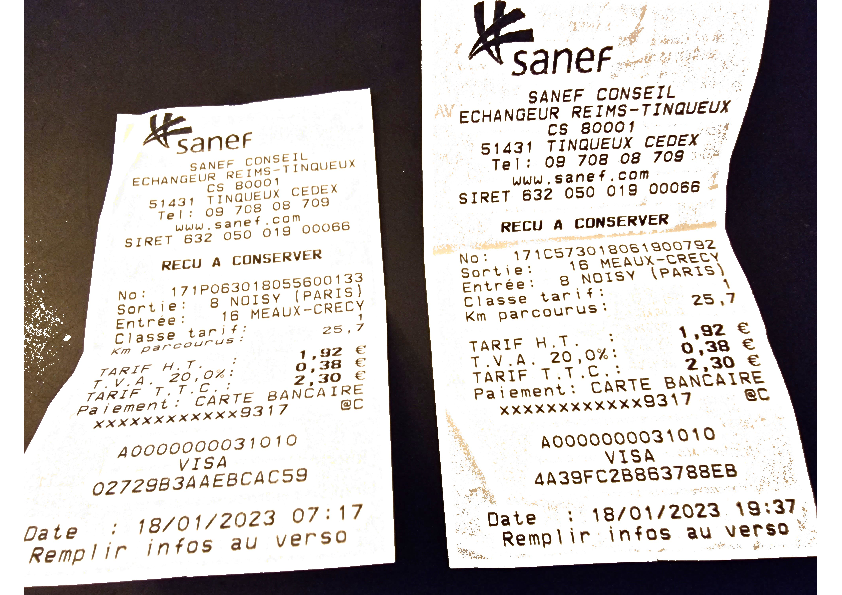 sanef
SANEF CONSEIL
ECHANGEUR REIMS-TINQUEUX
CS 80001
51431 TINQUEUX CEDEX
Tel: 09 708 08 709
www.sanef.com
SIRET 632 050 019 00066
RECU A CONSERVER
No: 171P063018055600133
Sortie: 8 NOISY (PARIS)
Entrée: 16 MEAUX-CRECY
Classe tarif: 1
Km parcourus: 25,7
TARIF H.T. : 1,92 €
T.V.A. 20,0%: 0,38 €
TARIF T.T.C.: 2,30 €
Paiement: CARTE BANCAIRE
xxxxxxxxxxxx9317 @C
A0000000031010
VISA
02729B3AAEBCAC59
Date : 18/01/2023 07:17
Remplir infos au verso
sanef
SANEF CONSEIL
ECHANGEUR REIMS-TINQUEUX
CS 80001
51431 TINQUEUX CEDEX
Tel: 09 708 08 709
www.sanef.com
SIRET 632 050 019 00066
RECU A CONSERVER
No: 171C573018061900792
Sortie: 16 MEAUX-CRECY
Entrée: 8 NOISY (PARIS)
Classe tarif: 1
Km parcourus: 25,7
TARIF H.T. : 1,92 €
T.V.A. 20,0%: 0,38 €
TARIF T.T.C.: 2,30 €
Paiement: CARTE BANCAIRE
xxxxxxxxxxxx9317 @C
A0000000031010
VISA
4A39FC2B863788EB
Date : 18/01/2023 19:37
Remplir infos au verso